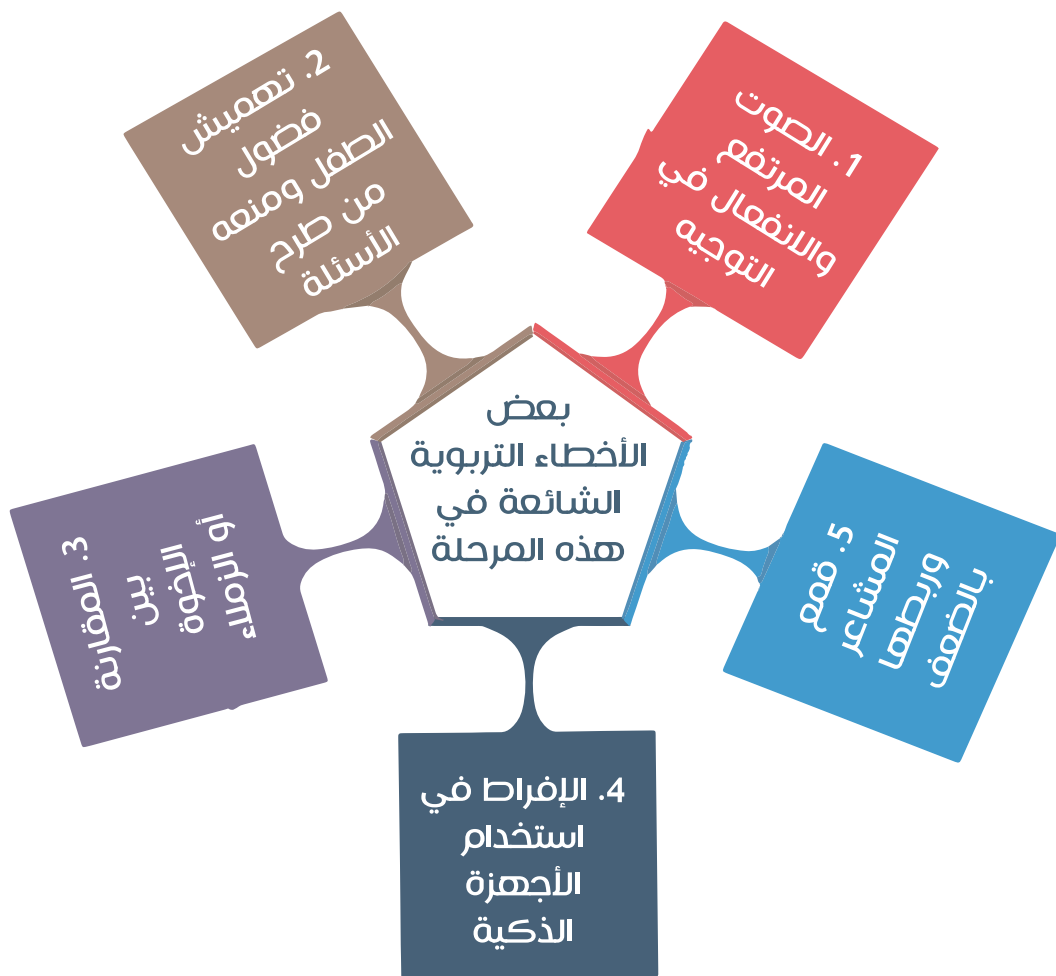 بعض
الأخطاء التربوية
الشائعة في
هذه المرحلة
1. الصوت
المرتفع
والانفعال في
التوجيه
2. تهميش
فضول
الطفل ومنعه
من طرح
الأسئلة
3. المقارنة
بين
الإخوة
أو الزملاء
4. الإفراط في
استخدام
الأجهزة
الذكية
5. قمع
المشاعر
وربطها
بالضعف